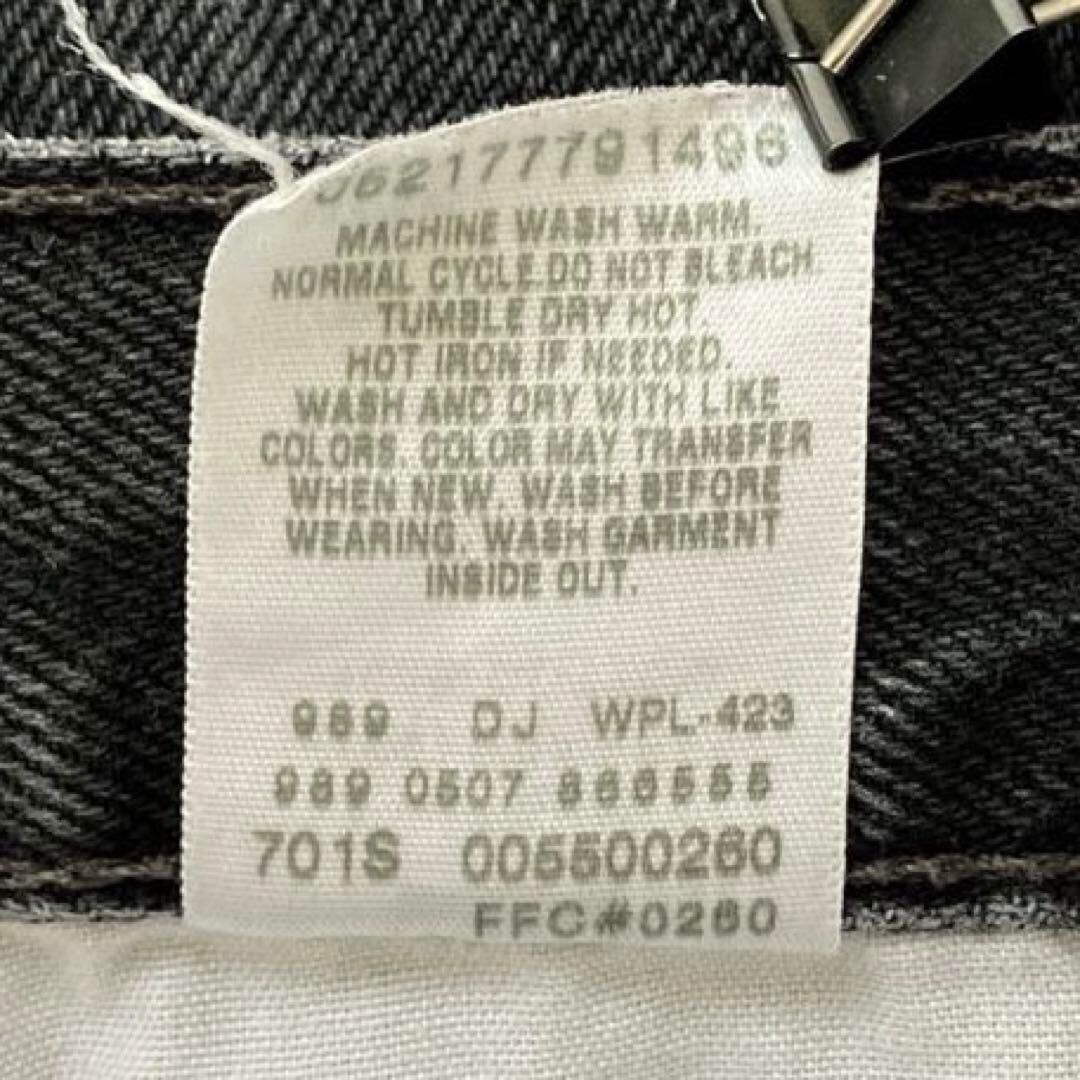 MACHINE WASH WARM.
NORMAL CYCLE.DO NOT BLEACH
TUMBLE DRY HOT.
HOT IRON IF NEEDED.
WASH AND DRY WITH LIKE
COLORS. COLOR MAY TRANSFER
WHEN NEW. WASH BEFORE
WEARING. WASH GARMENT
INSIDE OUT.
989 DJ WPL-423
989 0507
701S 005500260
FFC#0260